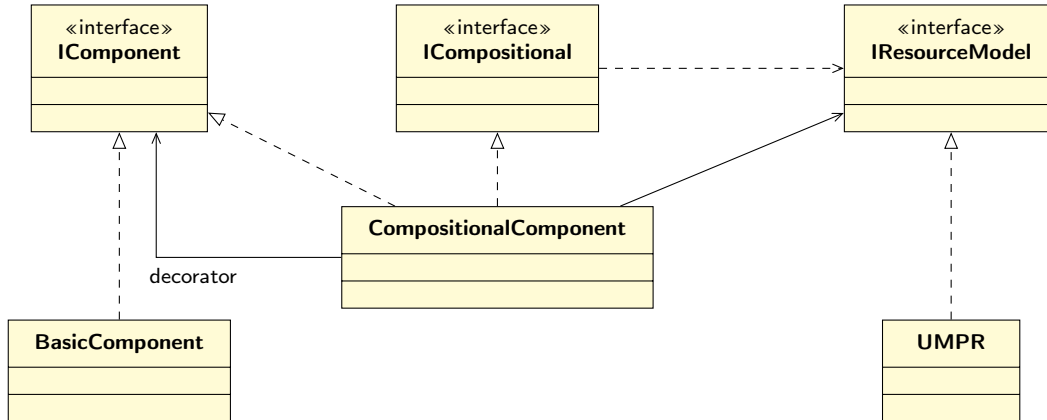 «interface»
IComponent
«interface»
ICompositional
«interface»
IResourceModel
CompositionalComponent
decorator
BasicComponent
UMPR